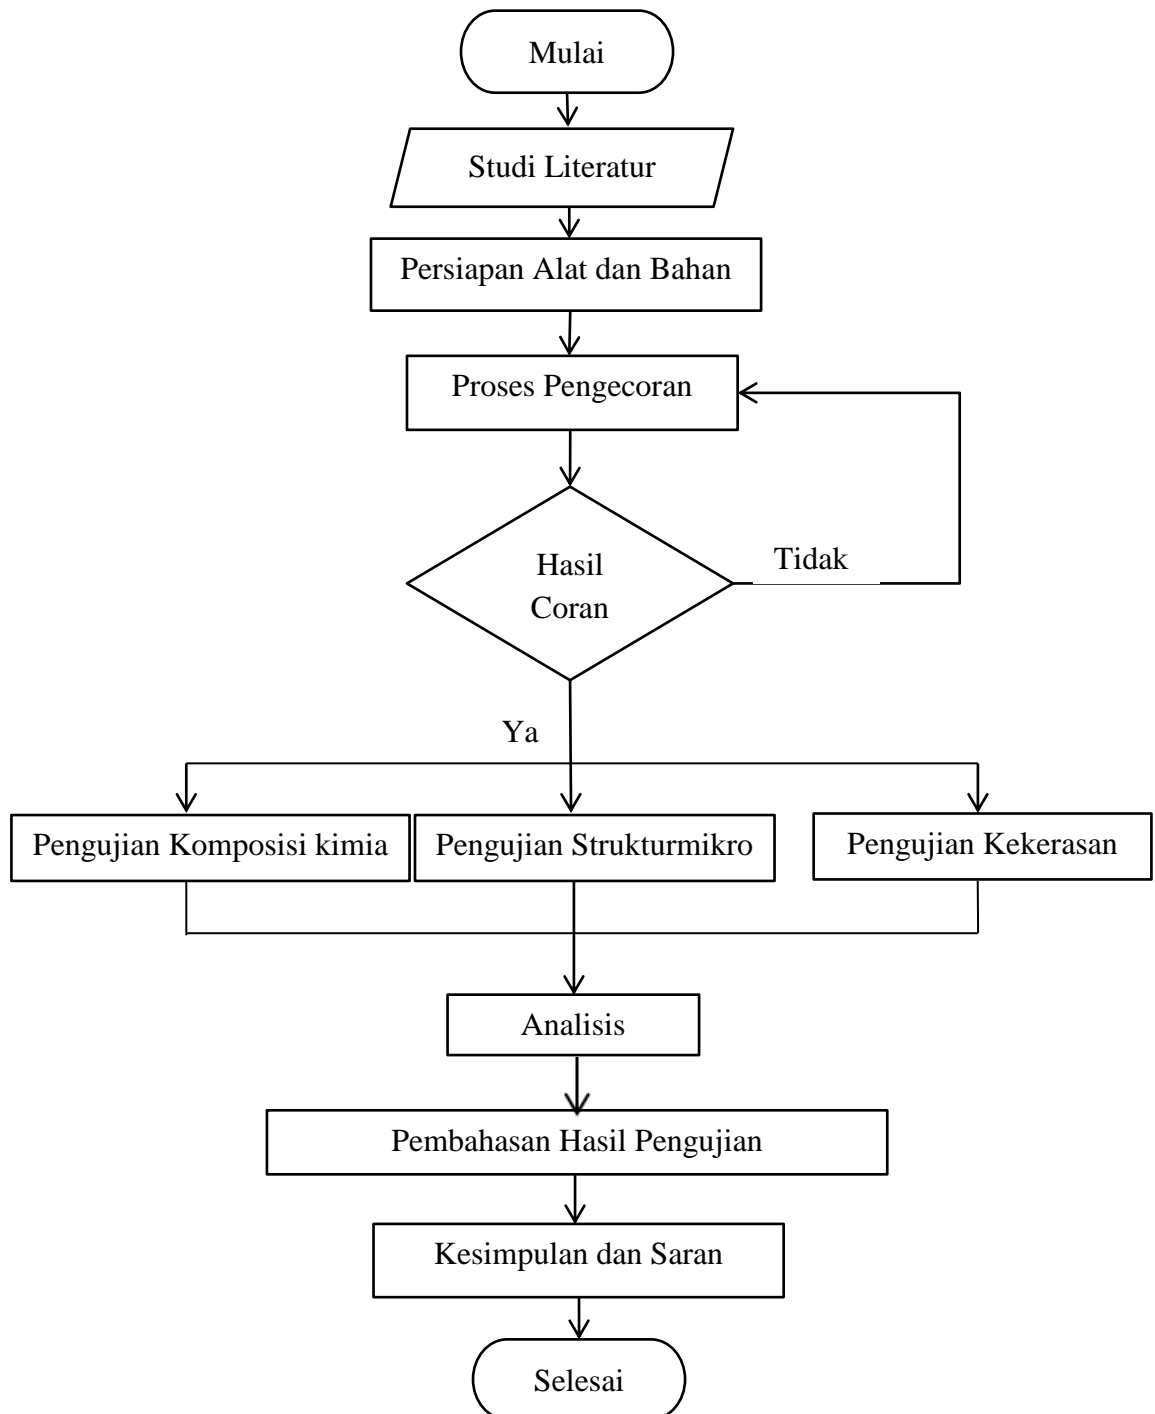 Mulai
Studi Literatur
Persiapan Alat dan Bahan
Proses Pengecoran
Hasil
Coran
Tidak
Ya
Pengujian Komposisi kimia
Pengujian Strukturmikro
Pengujian Kekerasan
Analisis
Pembahasan Hasil Pengujian
Kesimpulan dan Saran
Selesai